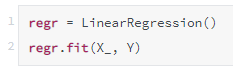 1 regr = LinearRegression()
2 regr.fit(X_, Y)